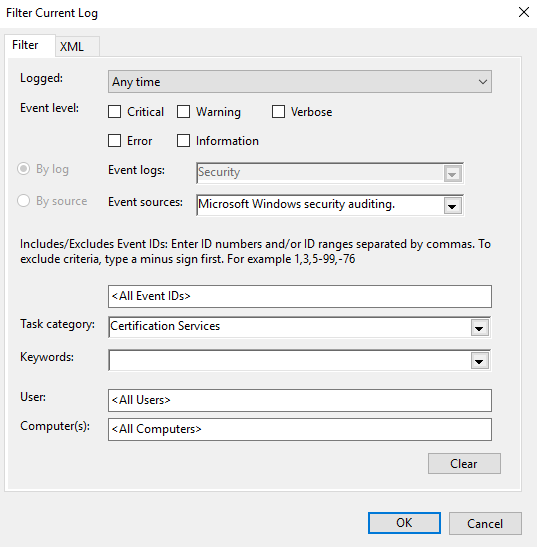 Filter Current Log
Filter XML
Logged: Any time
Event level: Critical Warning Verbose
Error Information
By log Event logs: Security
By source Event sources: Microsoft Windows security auditing.
Includes/Excludes Event IDs: Enter ID numbers and/or ID ranges separated by commas. To
exclude criteria, type a minus sign first. For example 1,3,5-99,-76
<All Event IDs>
Task category: Certification Services
Keywords:
User: <All Users>
Computer(s): <All Computers>
Clear
OK Cancel